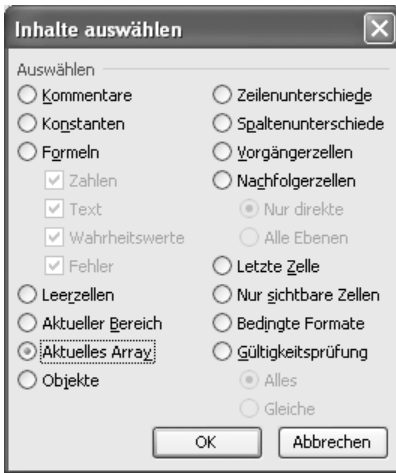 Inhalte auswählen
Auswählen
Kommentare
Konstanten
Formeln
Zahlen
Text
Wahrheitswerte
Fehler
Leerzellen
Aktueller Bereich
Aktuelles Array
Objekte
Zeilenunterschiede
Spaltenunterschiede
Vorgängerzellen
Nachfolgerzellen
Nur direkte
Alle Ebenen
Letzte Zelle
Nur sichtbare Zellen
Bedingte Formate
Gültigkeitsprüfung
Alles
Gleiche
OK
Abbrechen